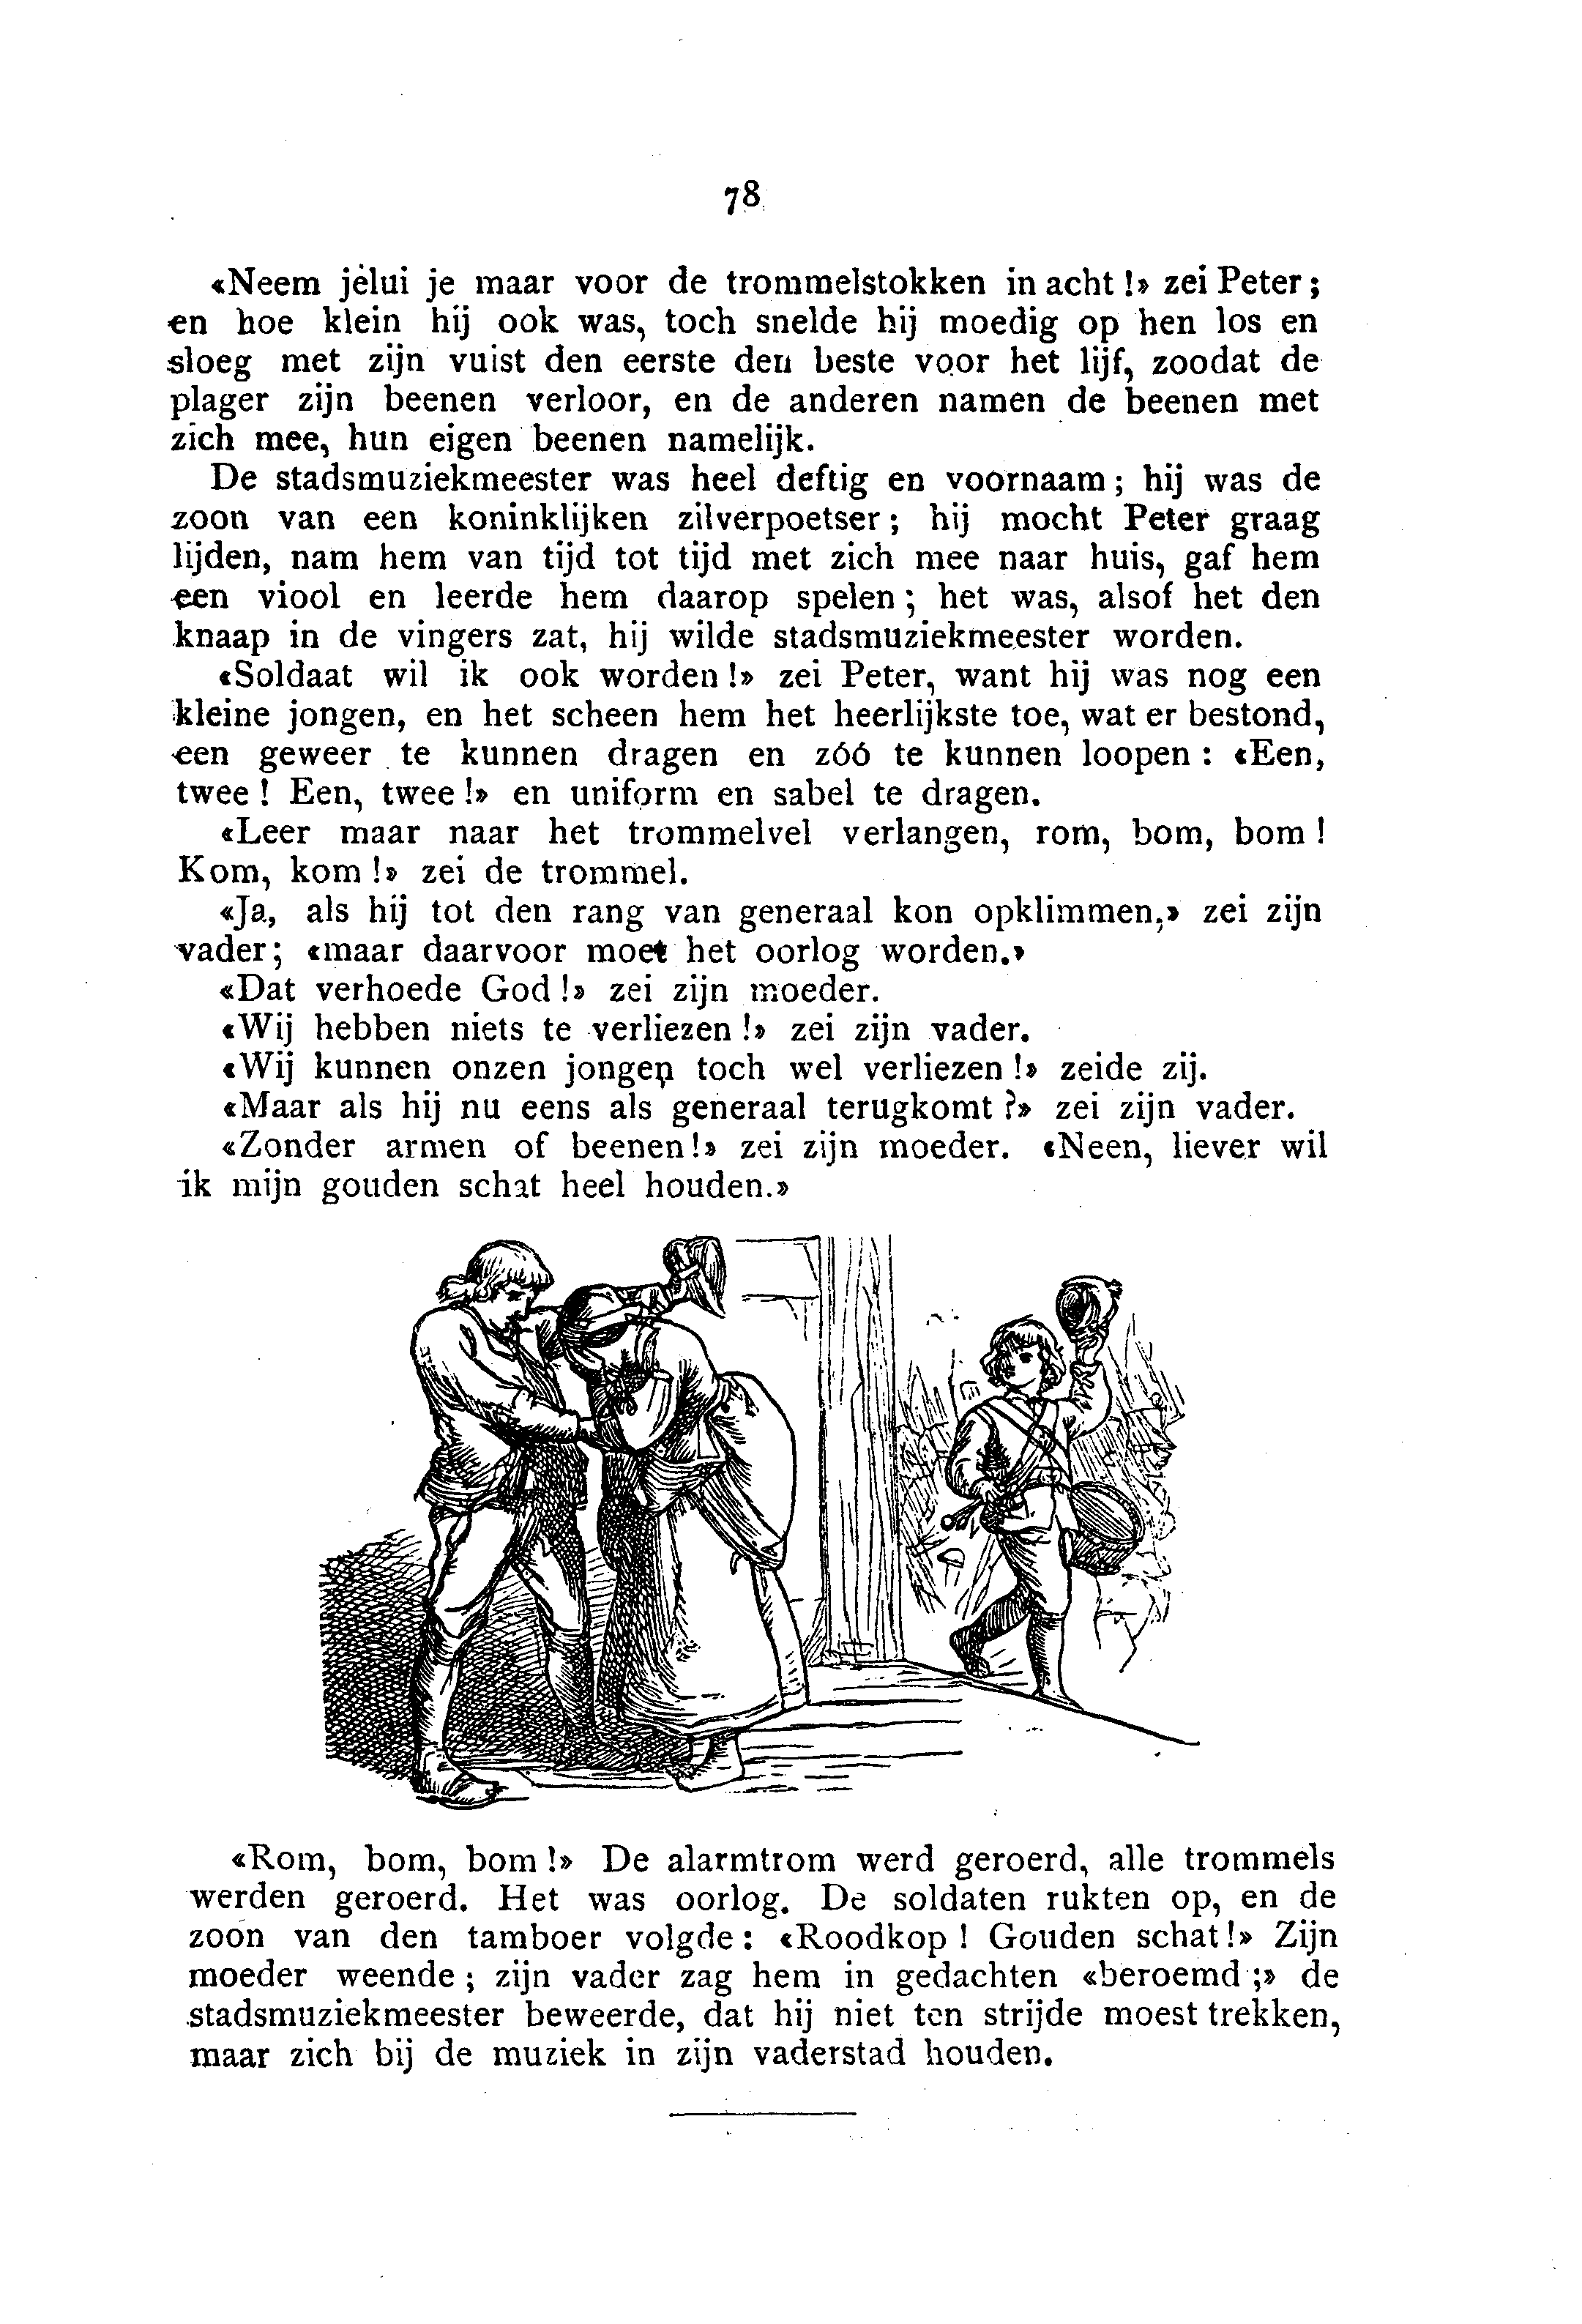 78
«Neem jèlui je maar voor de trommelstokken in acht!» zei Peter;
en hoe klein hij ook was, toch snelde hij moedig op hen los en
sloeg met zijn vuist den eerste den beste voor het lijf, zoodat de
plager zijn beenen verloor, en de anderen namen de beenen met
zich mee, hun eigen beenen namelijk.
De stadsmuziekmeester was heel deftig en voornaam; hij was de
zoon van een koninklijken zilverpoetser; hij mocht Peter graag
lijden, nam hem van tijd tot tijd met zich mee naar huis, gaf hem
een viool en leerde hem daarop spelen; het was, alsof het den
knaap in de vingers zat, hij wilde stadsmuziekmeester worden.
«Soldaat wil ik ook worden!» zei Peter, want hij was nog een
kleine jongen, en het scheen hem het heerlijkste toe, wat er bestond,
een geweer te kunnen dragen en zóó te kunnen loopen: «Een,
twee! Een, twee!» en uniform en sabel te dragen.
«Leer maar naar het trommelvel verlangen, rom, bom, bom!
Kom, kom!» zei de trommel.
«Ja, als hij tot den rang van generaal kon opklimmen,» zei zijn
vader; «maar daarvoor moet het oorlog worden.»
«Dat verhoede God!» zei zijn moeder.
«Wij hebben niets te verliezen!» zei zijn vader.
«Wij kunnen onzen jongen toch wel verliezen!» zeide zij.
«Maar als hij nu eens als generaal terugkomt?» zei zijn vader.
«Zonder armen of beenen!» zei zijn moeder. «Neen, liever wil
ik mijn gouden schat heel houden.»
«Rom, bom, bom!» De alarmtrom werd geroerd, alle trommels
werden geroerd. Het was oorlog. De soldaten rukten op, en de
zoon van den tamboer volgde: «Roodkop! Gouden schat!» Zijn
moeder weende; zijn vader zag hem in gedachten «beroemd;» de
stadsmuziekmeester beweerde, dat hij niet ten strijde moest trekken,
maar zich bij de muziek in zijn vaderstad houden.